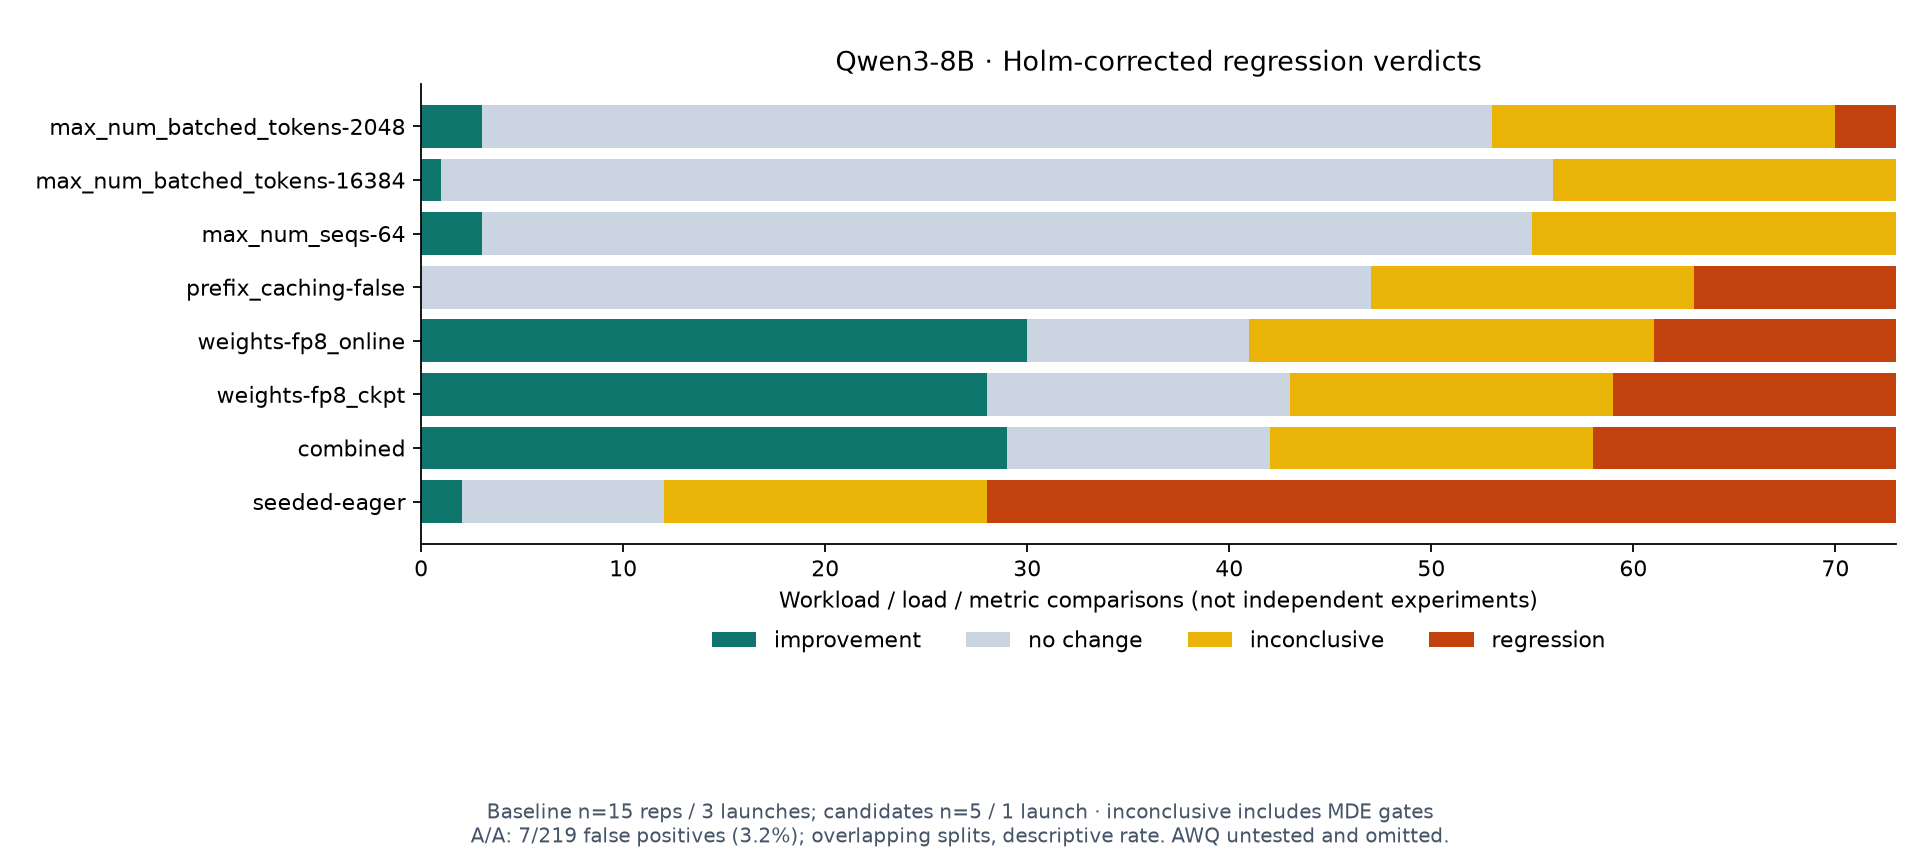 Qwen3-8B · Holm-corrected regression verdicts
max_num_batched_tokens-2048
max_num_batched_tokens-16384
max_num_seqs-64
prefix_caching-false
weights-fp8_online
weights-fp8_ckpt
combined
seeded-eager
0 10 20 30 40 50 60 70
Workload / load / metric comparisons (not independent experiments)
improvement no change inconclusive regression
Baseline n=15 reps / 3 launches; candidates n=5 / 1 launch · inconclusive includes MDE gates
A/A: 7/219 false positives (3.2%); overlapping splits, descriptive rate. AWQ untested and omitted.